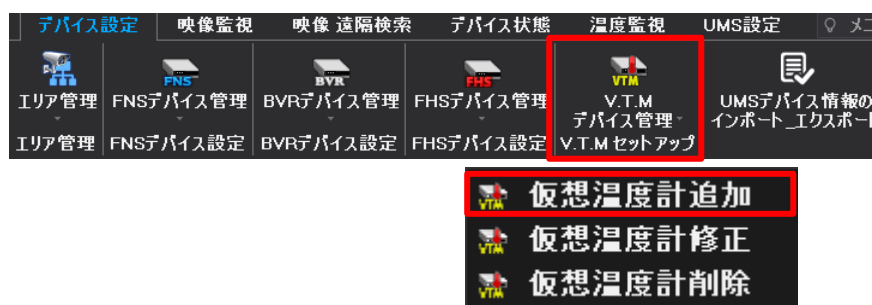 デバイス設定 映像監視 映像 遠隔検索 デバイス状態 温度監視 UMS設定
FNS BVR FHS VTM
エリア管理 FNSデバイス管理 BVRデバイス管理 FHSデバイス管理 V.T.M
デバイス管理 UMSデバイス情報の
インポート_エクスポート
エリア管理 FNSデバイス設定 BVRデバイス設定 FHSデバイス設定 V.T.M セットアップ
VTM 仮想温度計追加
VTM 仮想温度計修正
VTM 仮想温度計削除